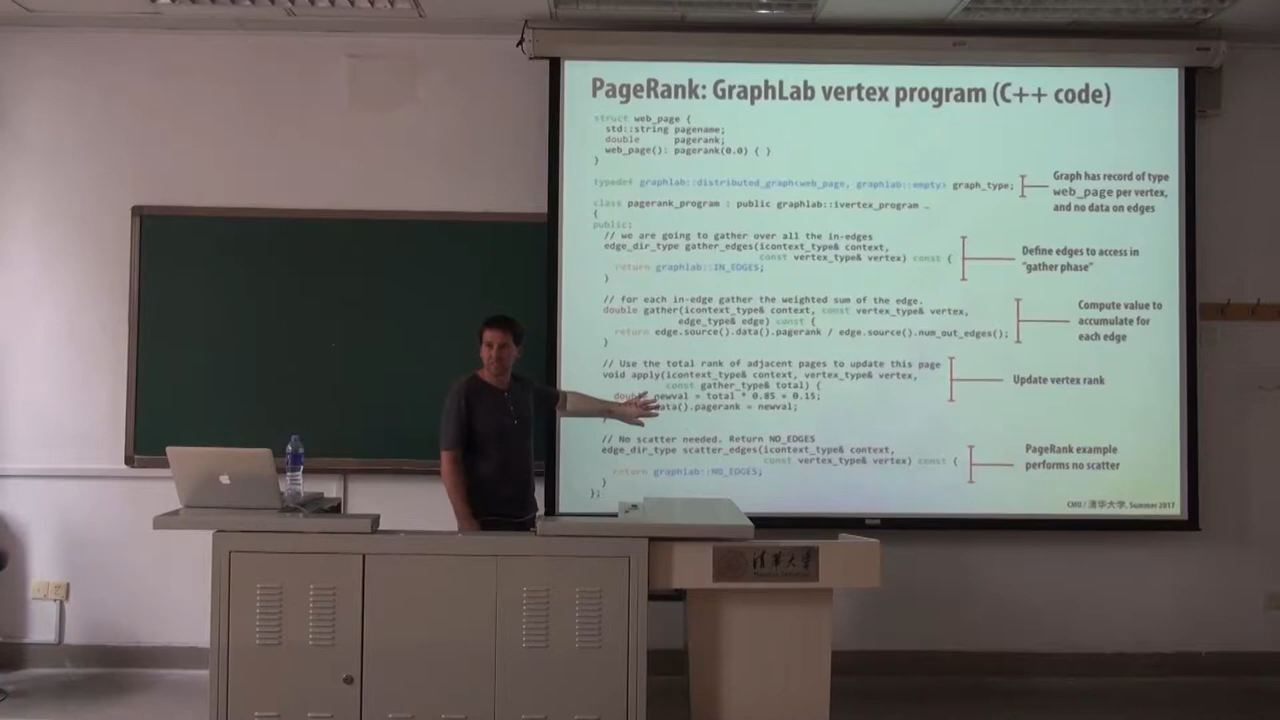 PageRank: GraphLab vertex program (C++ code)
struct web_page {
std::string pagename;
double pagerank;
web_page(): pagerank(0.0) { }
}
typedef graphlab::distributed_graph<web_page, graphlab::empty> graph_type;
Graph has record of type
web_page per vertex,
and no data on edges
class pagerank_program : public graphlab::ivertex_program …
{
public:
// we are going to gather over all the in-edges
edge_dir_type gather_edges(icontext_type& context,
const vertex_type& vertex) const {
return graphlab::IN_EDGES;
}
Define edges to access in
"gather phase"
// for each in-edge gather the weighted sum of the edge.
double gather(icontext_type& context, const vertex_type& vertex,
edge_type& edge) const {
return edge.source().data().pagerank / edge.source().num_out_edges();
}
Compute value to
accumulate for
each edge
// Use the total rank of adjacent pages to update this page
void apply(icontext_type& context, vertex_type& vertex,
const gather_type& total) {
newval = total * 0.85 + 0.15;
data().pagerank = newval;
Update vertex rank
// No scatter needed. Return NO_EDGES
edge_dir_type scatter_edges(icontext_type& context,
const vertex_type& vertex) const {
return graphlab::NO_EDGES;
}
};
PageRank example
performs no scatter
CMU / 清华大学, Summer 2017
清华大学